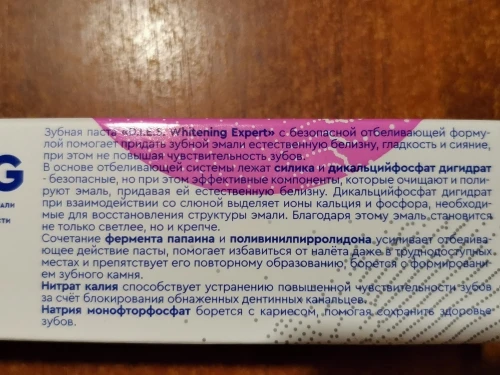 Зубная паста «D.I.E.S. Whitening Expert» с безопасной отбеливающей форму-
лой помогает придать зубной эмали естественную белизну, гладкость и сияние,
при этом не повышая чувствительность зубов.
В основе отбеливающей системы лежат силика и дикальцийфосфат дигидрат
- безопасные, но при этом эффективные компоненты, которые очищают и поли-
G
руют эмаль, придавая ей естественную белизну. Дикальцийфосфат дигидрат
при взаимодействии со слюной выделяет ионы кальция и фосфора, необходи-
мые для восстановления структуры эмали. Благодаря этому эмаль становится
не только светлее, но и крепче.
Сочетание фермента папаина и поливинилпирролидона усиливает отбелива-
ющее действие пасты, помогает избавиться от налёта даже в труднодоступных
местах и препятствует его повторному образованию, борется с формировани-
ем зубного камня.
Нитрат калия способствует устранению повышенной чувствительности зубов
за счёт блокирования обнаженных дентинных канальцев.
Натрия монофторфосфат борется с кариесом, помогая сохранить здоровье
зубов.